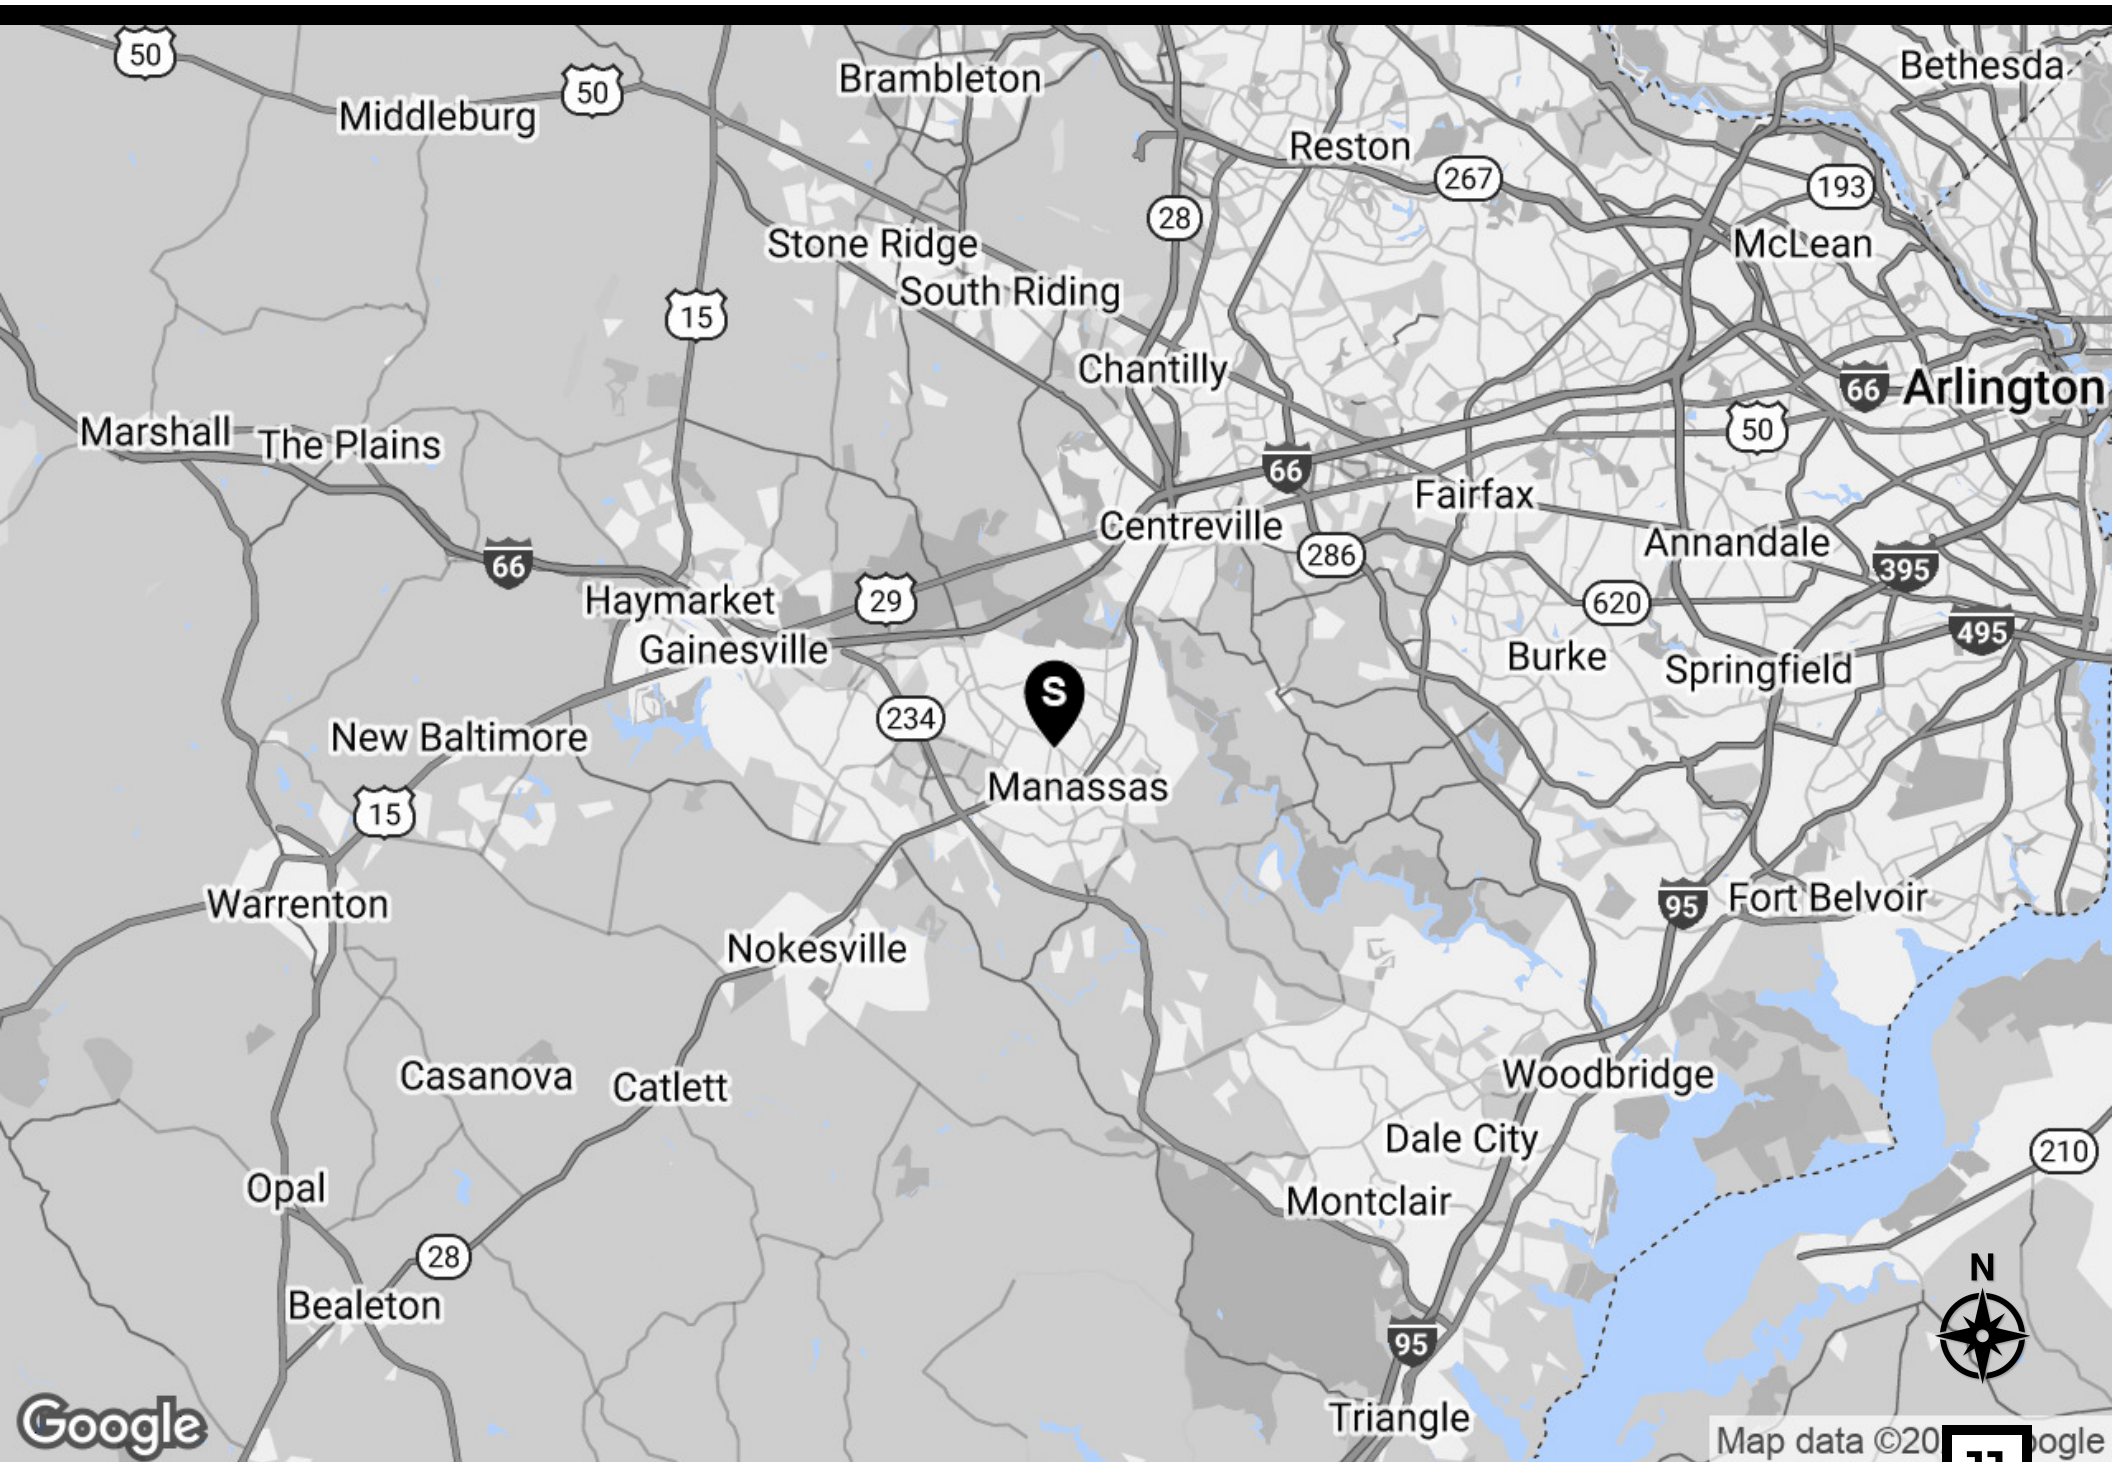 50
Brambleton
Bethesda
50
Middleburg
Reston
267
193
28
Stone Ridge
McLean
South Riding
15
Chantilly
66
Arlington
50
Marshall
The Plains
66
Fairfax
Centreville
286
Annandale
66
395
Haymarket
29
620
495
Gainesville
Burke
Springfield
S
234
New Baltimore
Manassas
15
95
Fort Belvoir
Warrenton
Nokesville
Casanova
Catlett
Woodbridge
Dale City
210
Opal
Montclair
28
N
Bealeton
95
Google
Triangle
Map data ©20